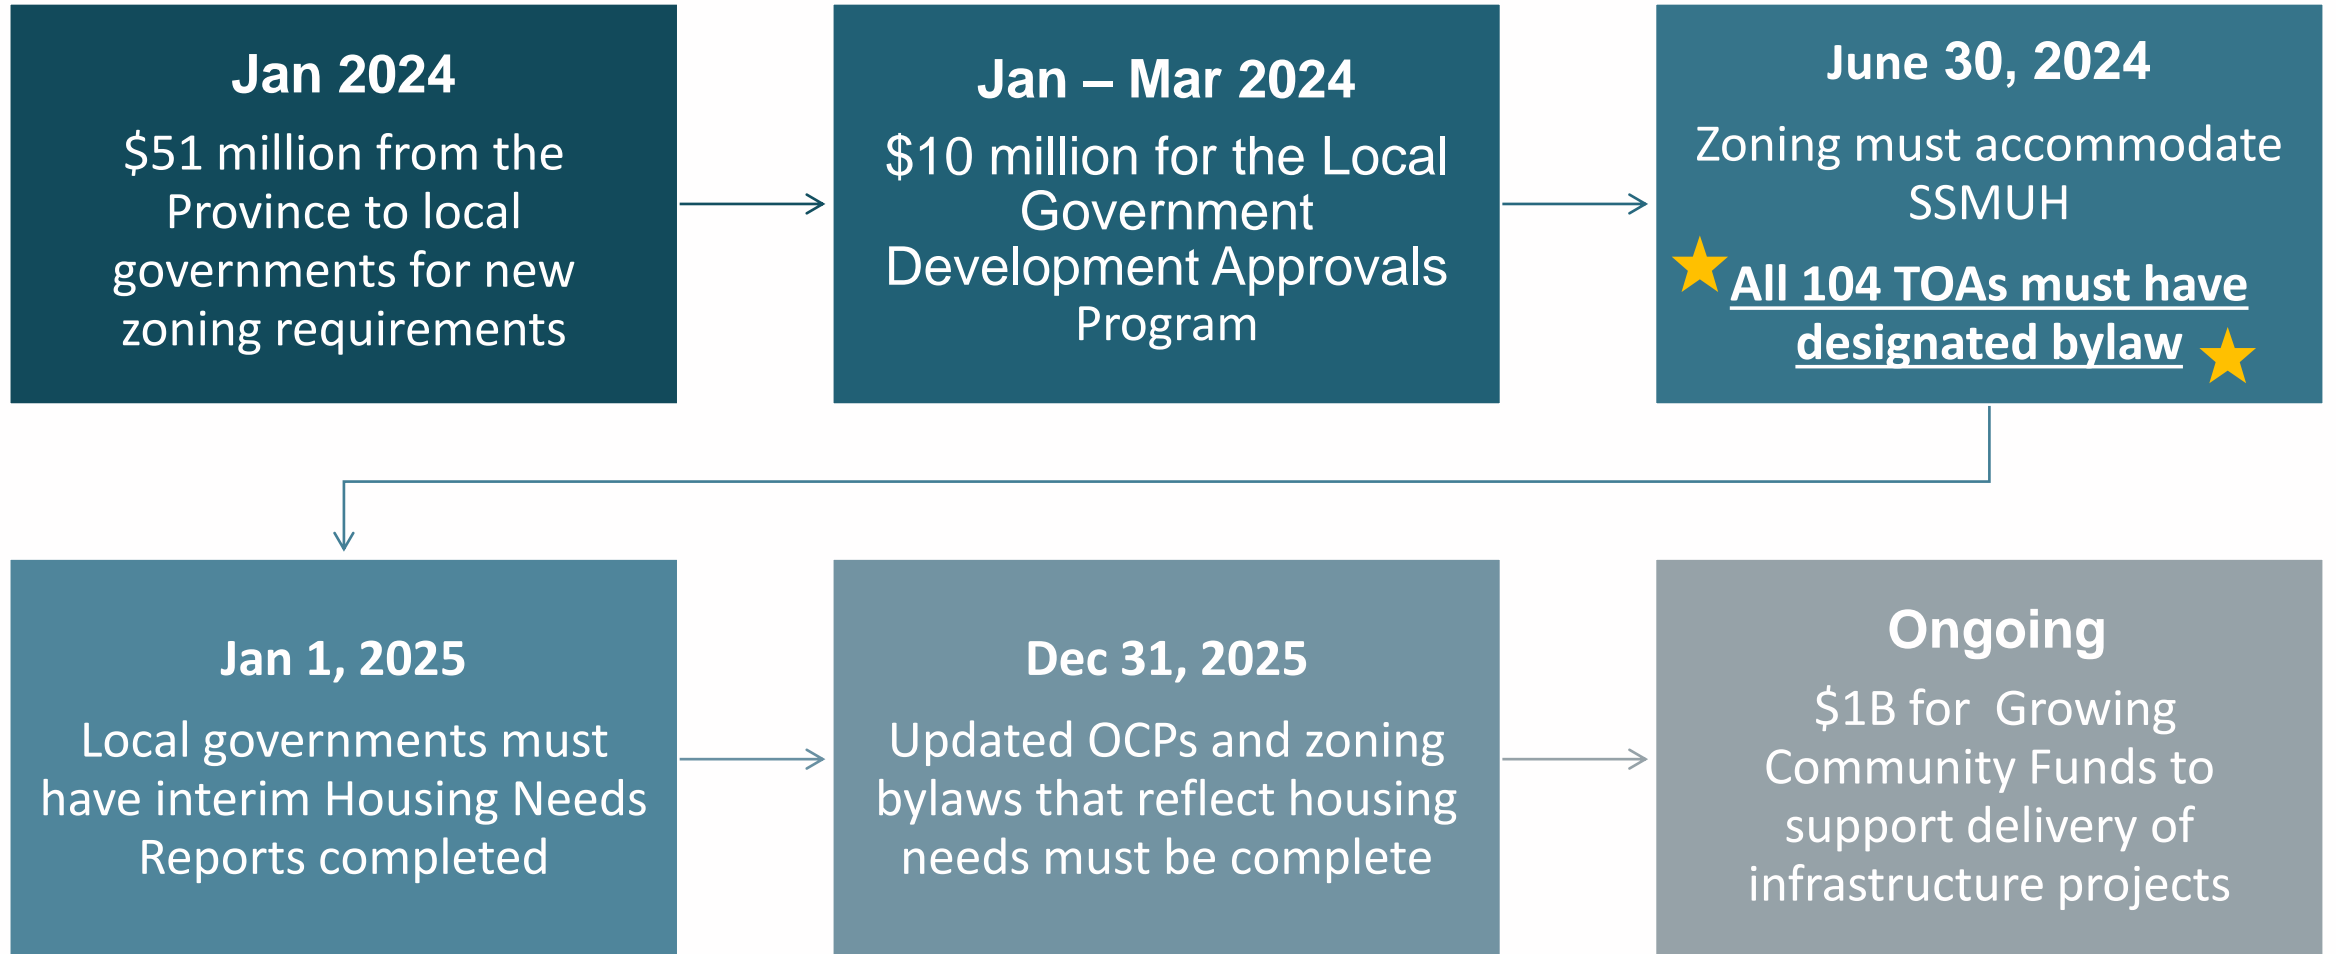 Jan 2024
$51 million from the
Province to local
governments for new
zoning requirements
Jan – Mar 2024
$10 million for the Local
Government
Development Approvals
Program
June 30, 2024
Zoning must accommodate
SSMUH
All 104 TOAs must have
designated bylaw
Jan 1, 2025
Local governments must
have interim Housing Needs
Reports completed
Dec 31, 2025
Updated OCPs and zoning
bylaws that reflect housing
needs must be complete
Ongoing
$1B for  Growing
Community Funds to
support delivery of
infrastructure projects